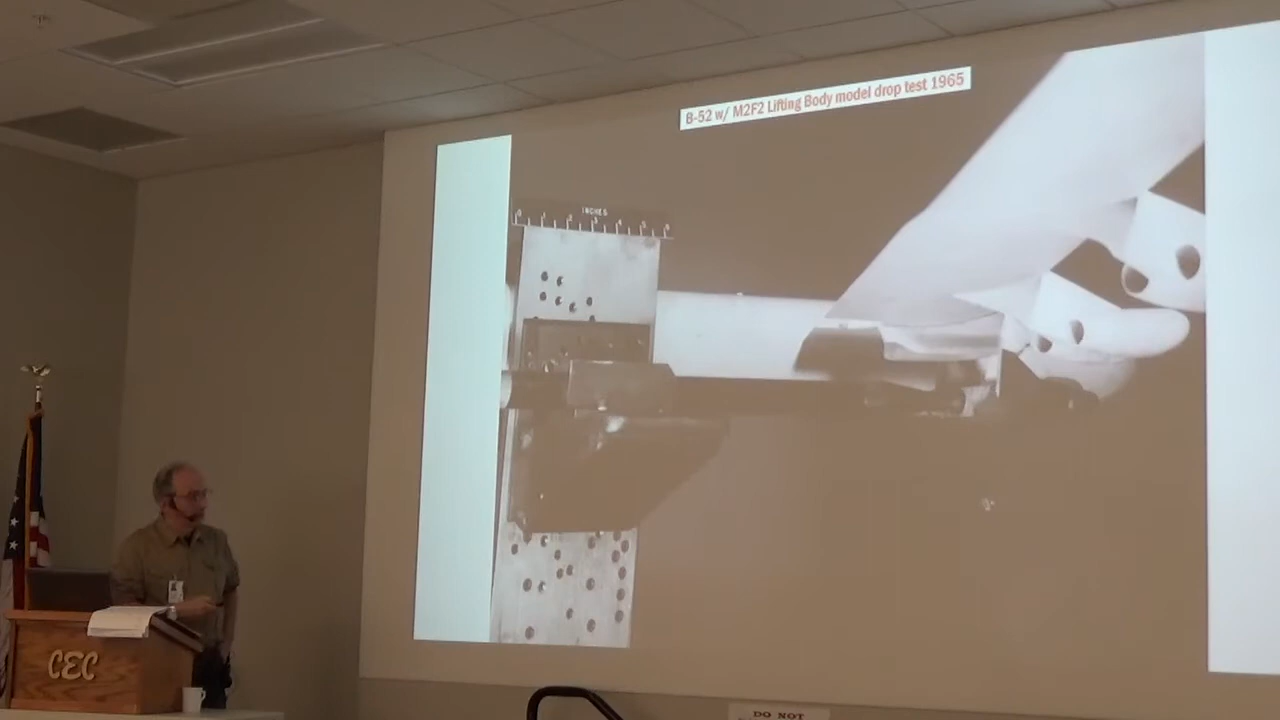 B-52 w/ M2F2 Lifting Body model drop test 1965
INCHES
CEC
DO NOT